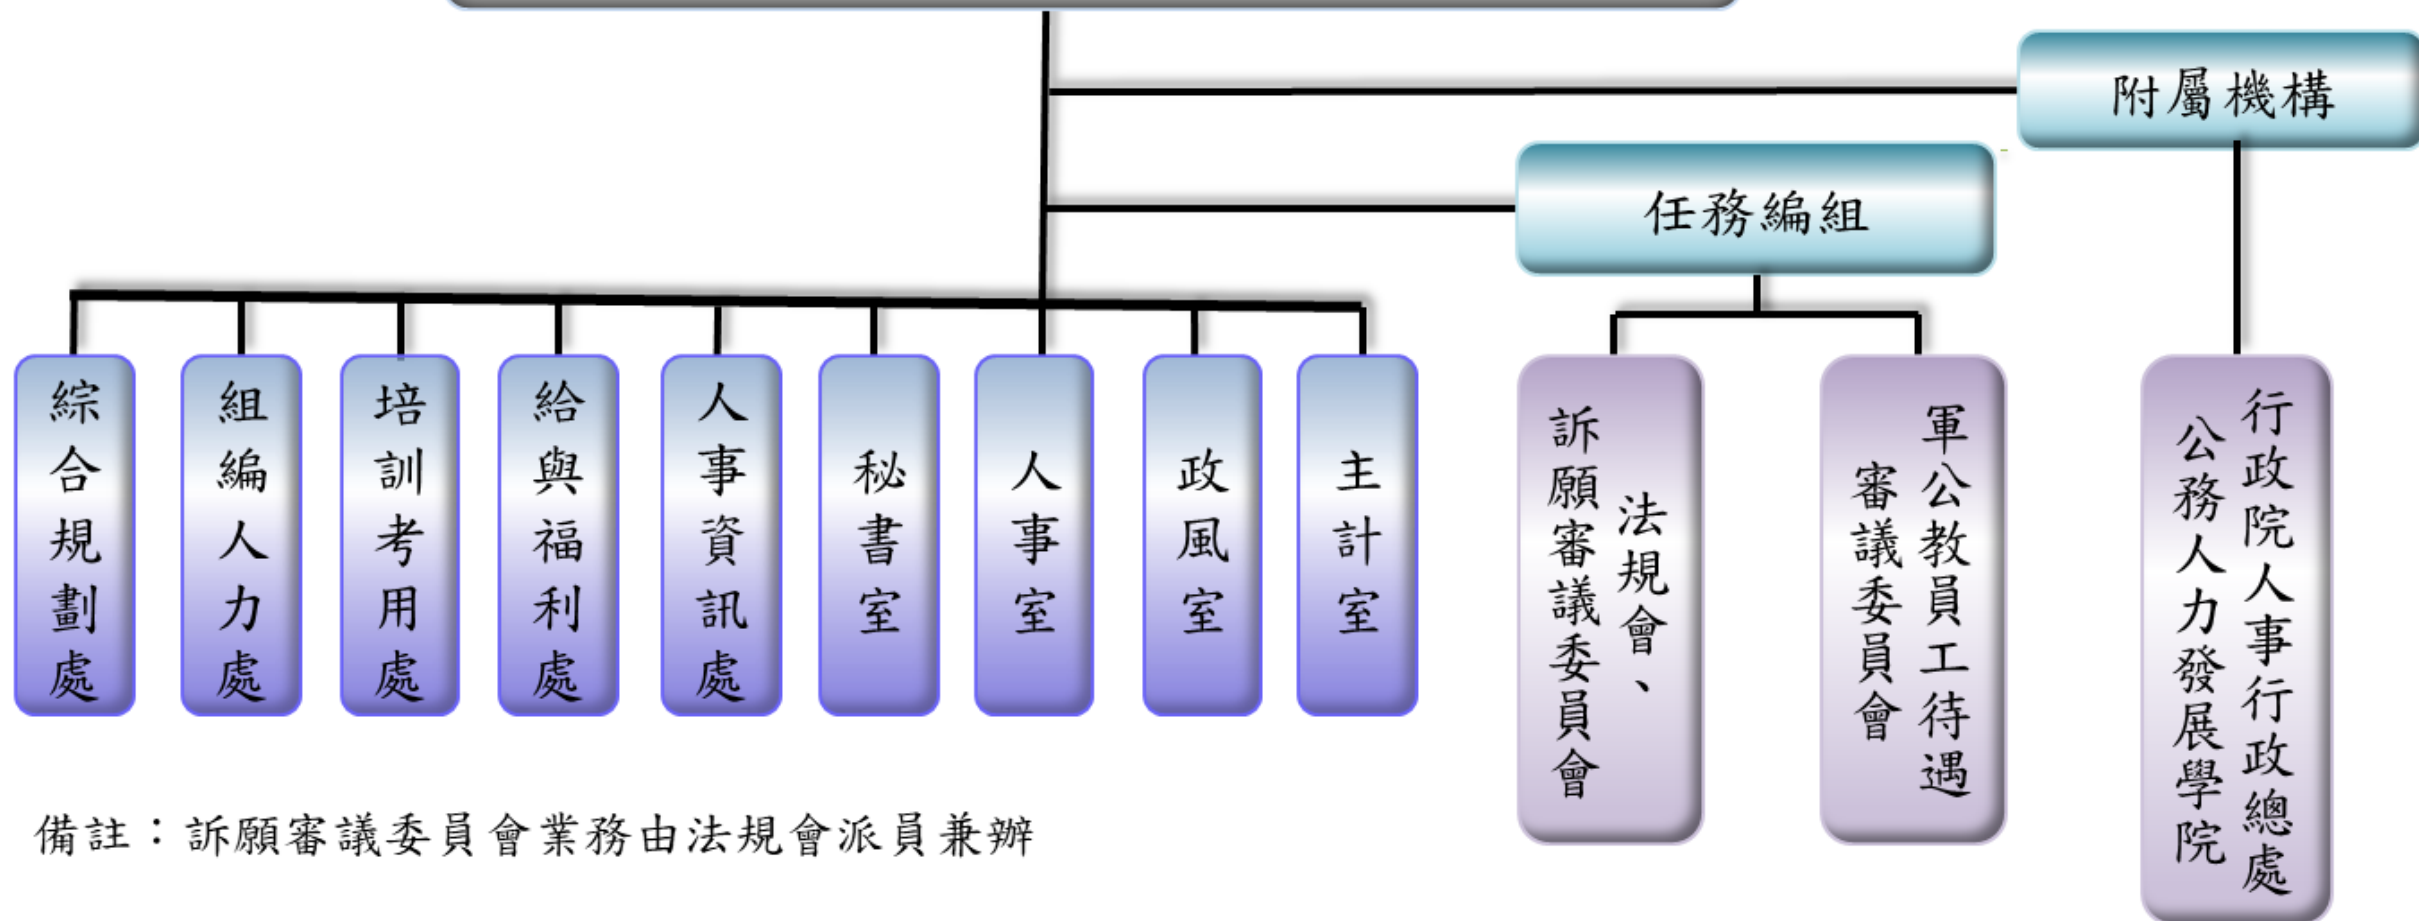 附屬機構
任務編組
綜合規劃處
組編人力處
培訓考用處
給與福利處
人事資訊處
秘書室
人事室
政風室
主計室
法規會、
訴願審議委員會
軍公教員工待遇
審議委員會
行政院人事行政總處
公務人力發展學院
備註：訴願審議委員會業務由法規會派員兼辦